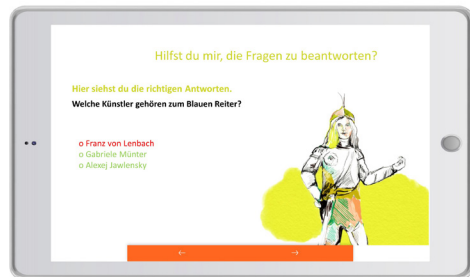 Hilfst du mir, die Fragen zu beantworten?
Hier siehst du die richtigen Antworten.
Welche Künstler gehören zum Blauen Reiter?
o Franz von Lenbach
o Gabriele Münter
o Alexej Jawlensky
← →